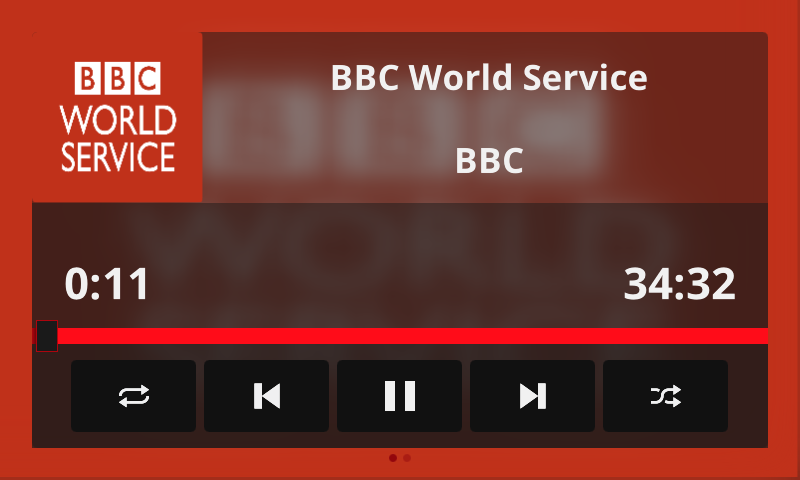 BBC
WORLD
SERVICE
BBC World Service
BBC
0:11
34:32